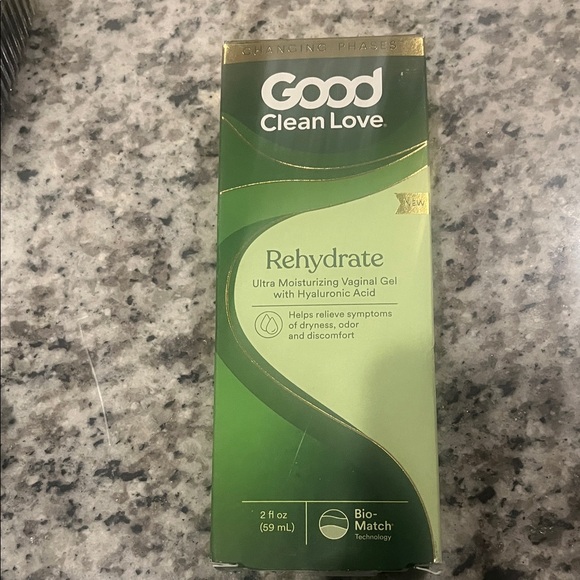 CHANGING PHASES
Good
Clean Love®
NEW
Rehydrate
Ultra Moisturizing Vaginal Gel
with Hyaluronic Acid
Helps relieve symptoms
of dryness, odor
and discomfort
2 fl oz
(59 mL)
Bio-
Match®
Technology